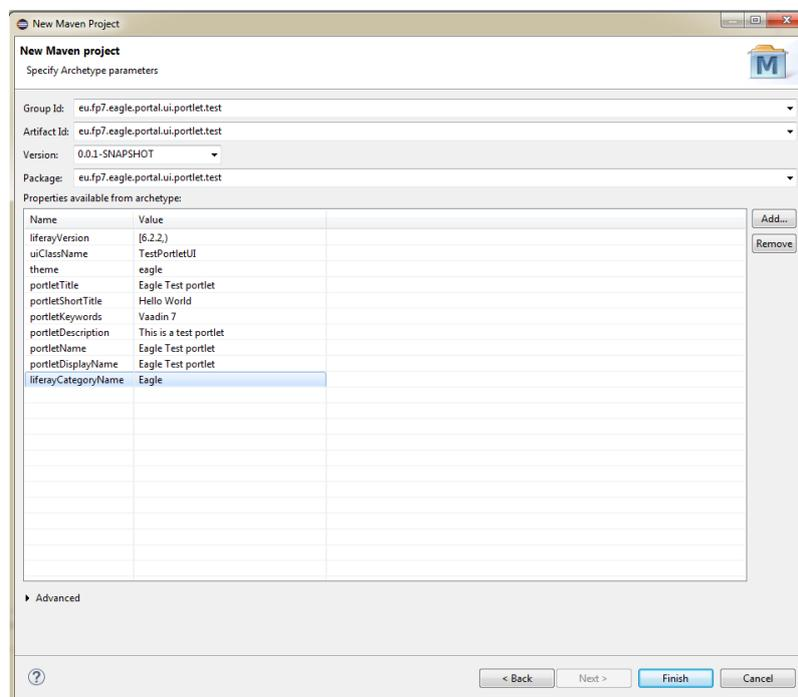 New Maven Project
New Maven project
Specify Archetype parameters
M
Group Id: eu.fp7.eagle.portal.ui.portlet.test
Artifact Id: eu.fp7.eagle.portal.ui.portlet.test
Version: 0.0.1-SNAPSHOT
Package: eu.fp7.eagle.portal.ui.portlet.test
Properties available from archetype:
Name Value Add...
liferayVersion [6.2.2,) Remove
uiClassName TestPortletUI
theme eagle
portletTitle Eagle Test portlet
portletShortTitle Hello World
portletKeywords Vaadin 7
portletDescription This is a test portlet
portletName Eagle Test portlet
portletDisplayName Eagle Test portlet
liferayCategoryName Eagle
Advanced
? < Back Next > Finish Cancel